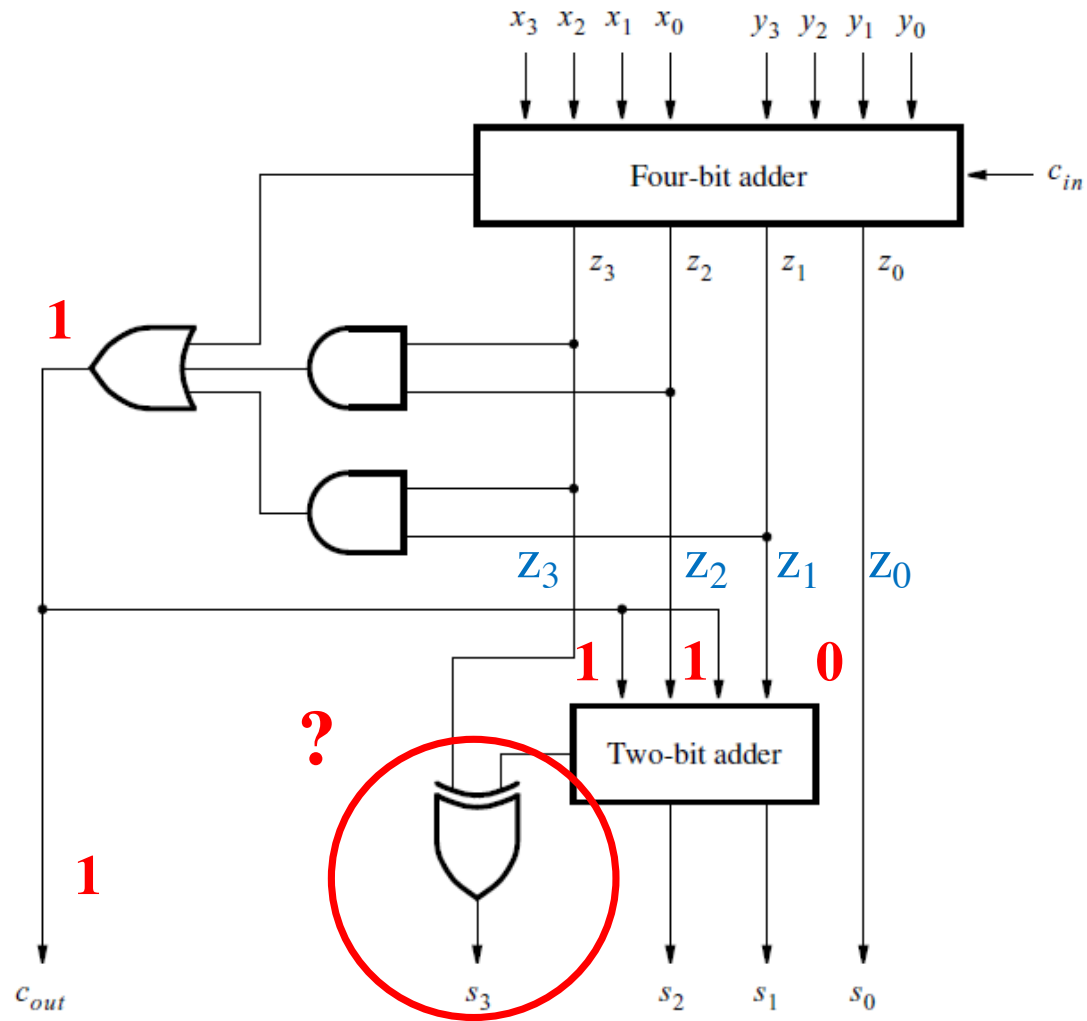 x3 x2 x1 x0 y3 y2 y1 y0
Four-bit adder
cin
z3 z2 z1 z0
1
z3 z2 z1 z0
1 1 0
?
Two-bit adder
1
cout s3 s2 s1 s0